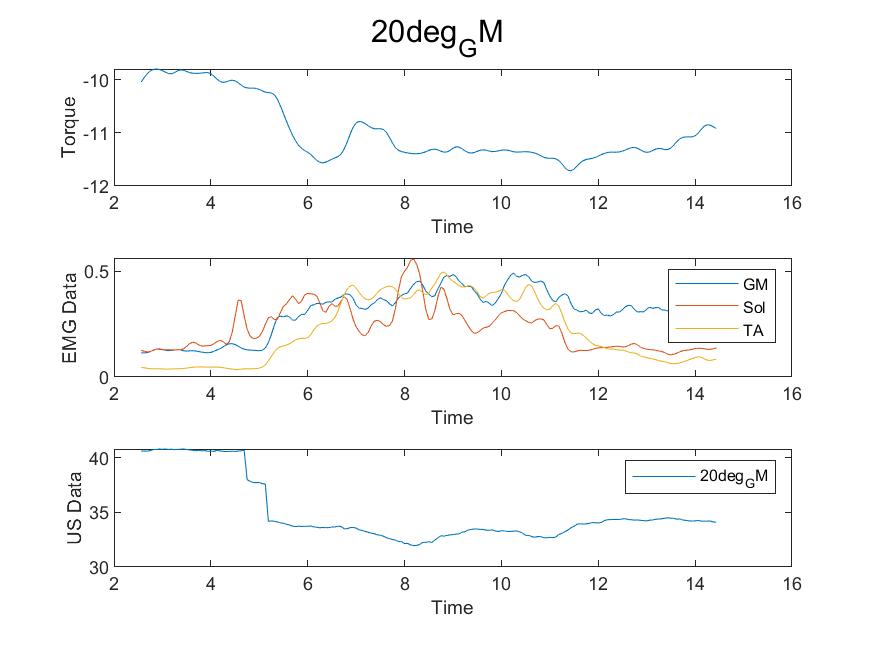 20deg_GM
-10
-11
-12
Torque
2 4 6 8 10 12 14 16
Time
0.5
0
EMG Data
GM
Sol
TA
2 4 6 8 10 12 14 16
Time
40
35
30
US Data
20deg_GM
2 4 6 8 10 12 14 16
Time